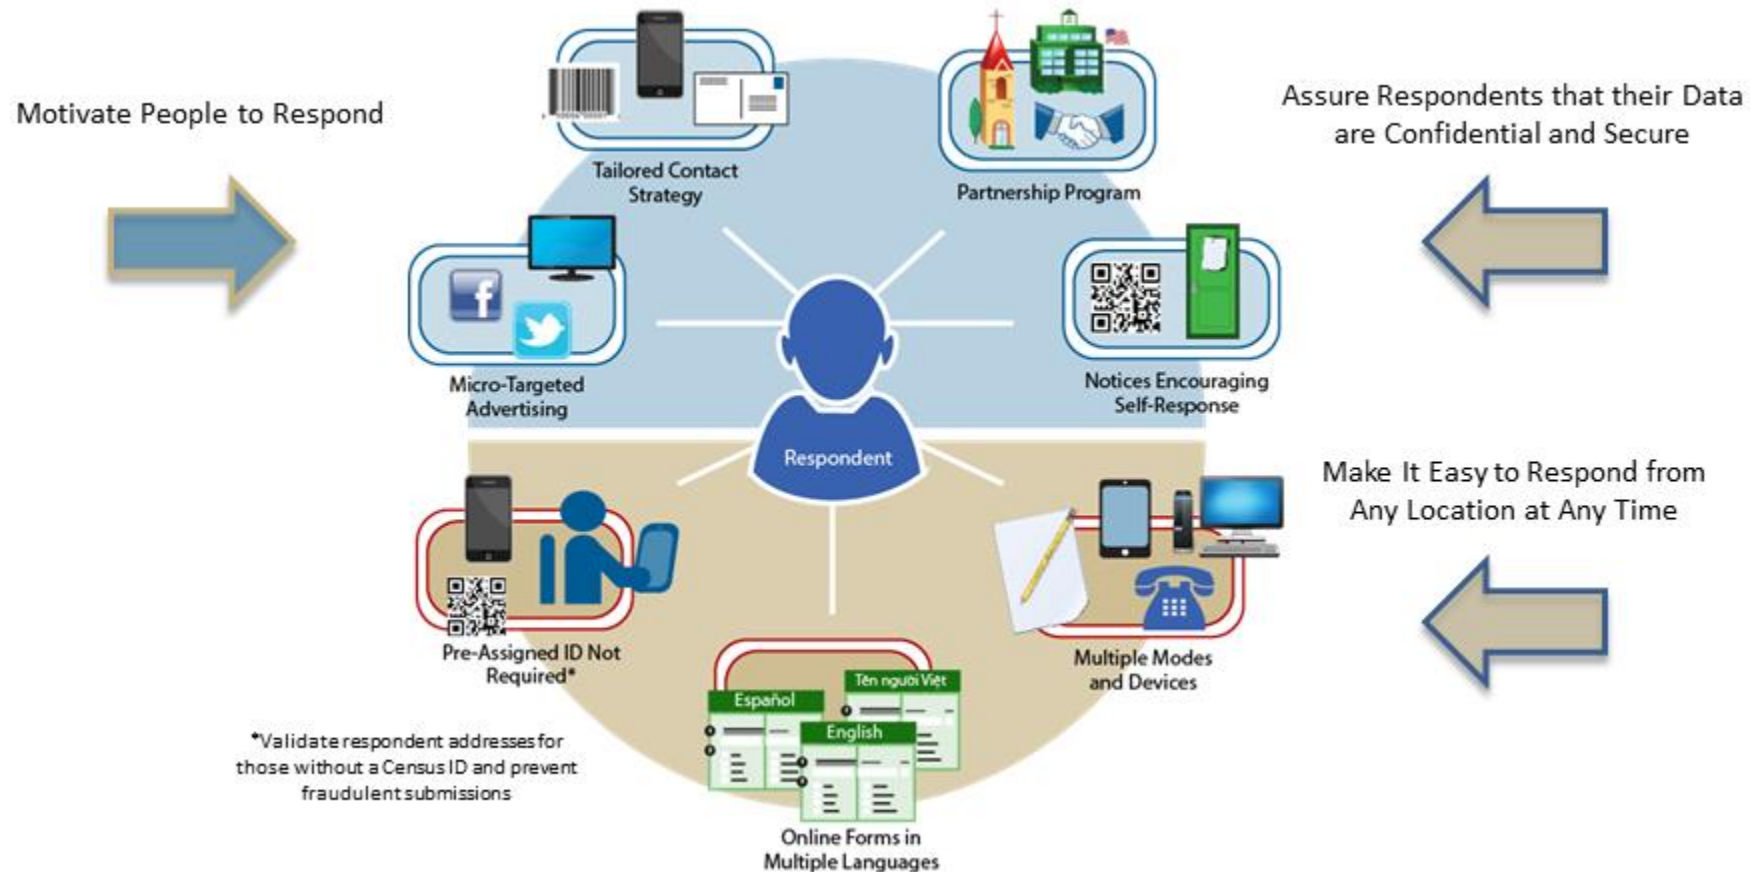 Motivate People to Respond
Assure Respondents that their Data
are Confidential and Secure
Tailored Contact
Strategy
Partnership Program
Micro-Targeted
Advertising
Notices Encouraging
Self-Response
Respondent
Make It Easy to Respond from
Any Location at Any Time
Pre-Assigned ID Not
Required*
Multiple Modes
and Devices
Español
Tên người Việt
English
*Validate respondent addresses for
those without a Census ID and prevent
fraudulent submissions
Online Forms in
Multiple Languages